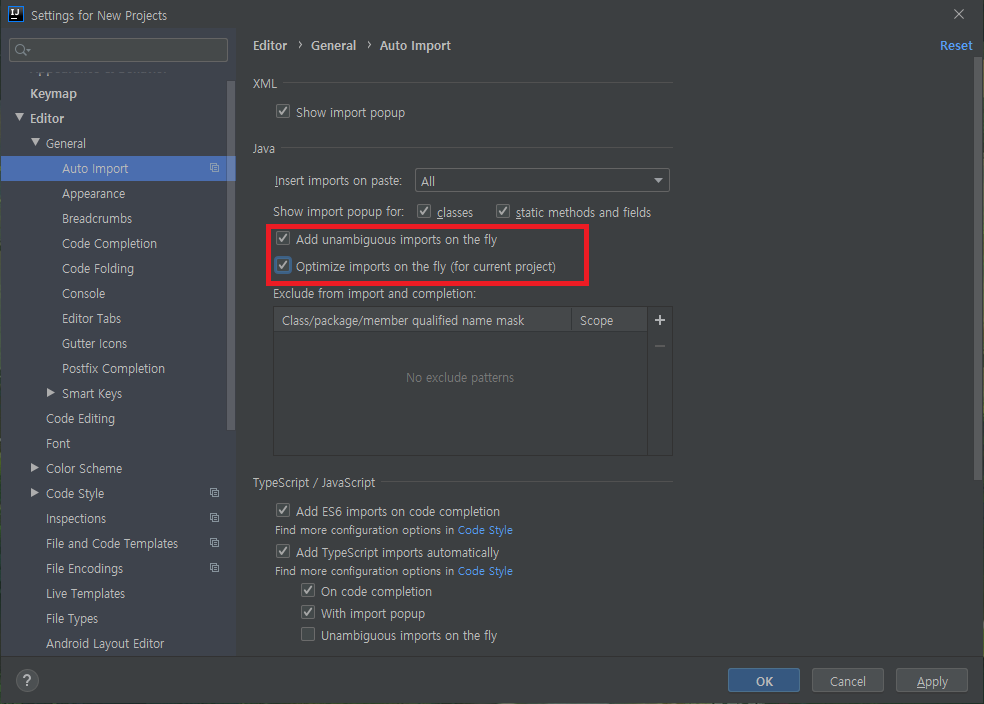 IJ Settings for New Projects
Editor › General › Auto Import Reset
Keymap
Editor
General
Auto Import
Appearance
Breadcrumbs
Code Completion
Code Folding
Console
Editor Tabs
Gutter Icons
Postfix Completion
Smart Keys
Code Editing
Font
Color Scheme
Code Style
Inspections
File and Code Templates
File Encodings
Live Templates
File Types
Android Layout Editor
XML
Show import popup
Java
Insert imports on paste: All
Show import popup for: classes static methods and fields
Add unambiguous imports on the fly
Optimize imports on the fly (for current project)
Exclude from import and completion:
Class/package/member qualified name mask Scope
No exclude patterns
TypeScript / JavaScript
Add ES6 imports on code completion
Find more configuration options in Code Style
Add TypeScript imports automatically
Find more configuration options in Code Style
On code completion
With import popup
Unambiguous imports on the fly
? OK Cancel Apply